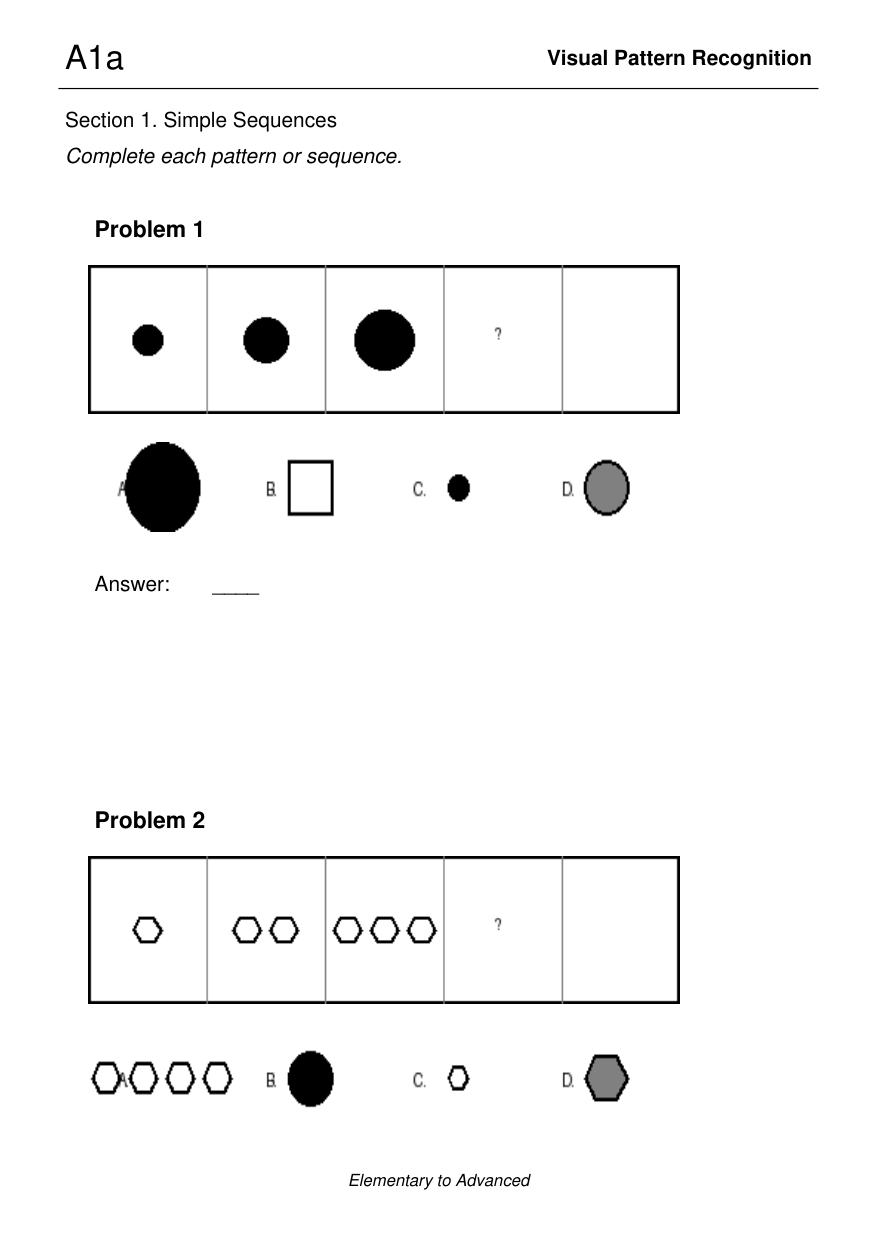 A1a
Visual Pattern Recognition
Section 1. Simple Sequences
Complete each pattern or sequence.
Problem 1
?
A B. C. D.
Answer: ____
Problem 2
?
A B. C. D.
Elementary to Advanced